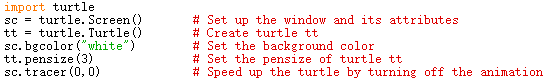 import turtle
sc = turtle.Screen() # Set up the window and its attributes
tt = turtle.Turtle() # Create turtle tt
sc.bgcolor("white") # Set the background color
tt.pensize(3) # Set the pensize of turtle tt
sc.tracer(0,0) # Speed up the turtle by turning off the animation